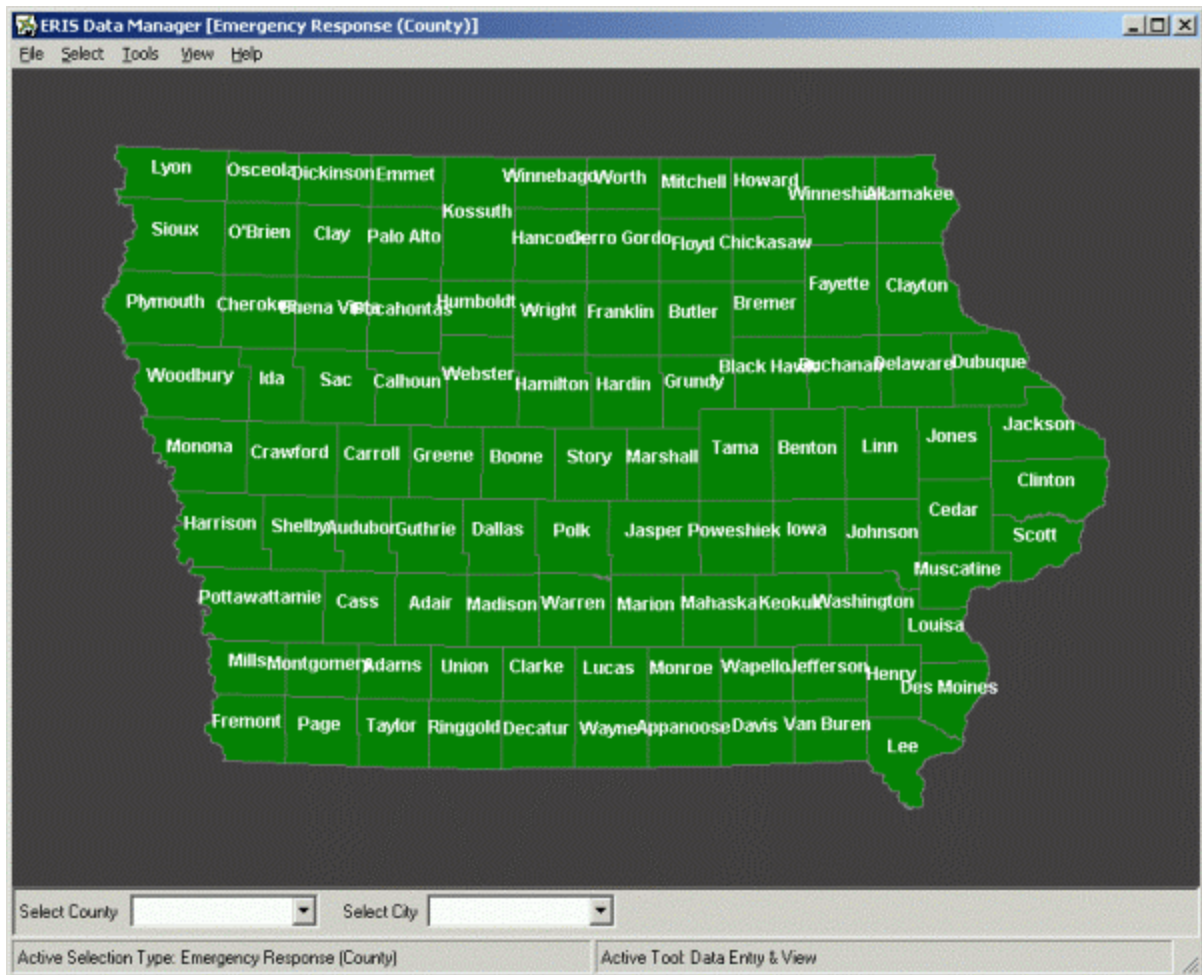 ERIS Data Manager [Emergency Response (County)]
File Select Tools View Help
Lyon Osceola Dickinson Emmet Winnebago Worth Mitchell Howard Winneshiek Allamakee
Kossuth
Sioux O'Brien Clay Palo Alto Hancock Cerro Gordo Floyd Chickasaw
Plymouth Cherokee Buena Vista Pocahontas Humboldt Wright Franklin Butler Bremer Fayette Clayton
Woodbury Ida Sac Calhoun Webster Hamilton Hardin Grundy Black Hawk Buchanan Delaware Dubuque
Monona Crawford Carroll Greene Boone Story Marshall Tama Benton Linn Jones Jackson
Clinton
Harrison Shelby Audubon Guthrie Dallas Polk Jasper Poweshiek Iowa Johnson Cedar Scott
Muscatine
Pottawattamie Cass Adair Madison Warren Marion Mahaska Keokuk Washington
Louisa
Mills Montgomery Adams Union Clarke Lucas Monroe Wapello Jefferson Henry Des Moines
Fremont Page Taylor Ringgold Decatur Wayne Appanoose Davis Van Buren
Lee
Select County Select City
Active Selection Type: Emergency Response (County) Active Tool: Data Entry & View